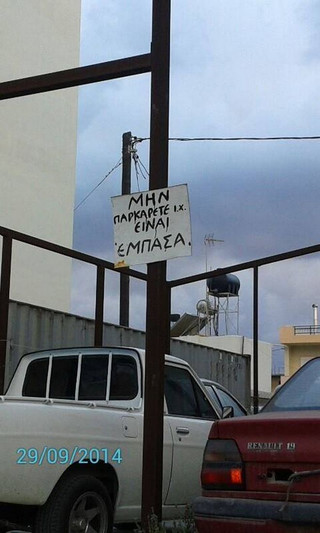 ΜΗΝ
ΠΑΡΚΑΡΕΤΕ Ι.Χ.
ΕΙΝΑΙ
ΈΜΠΑΣΑ.
29/09/2014
RENAULT 19